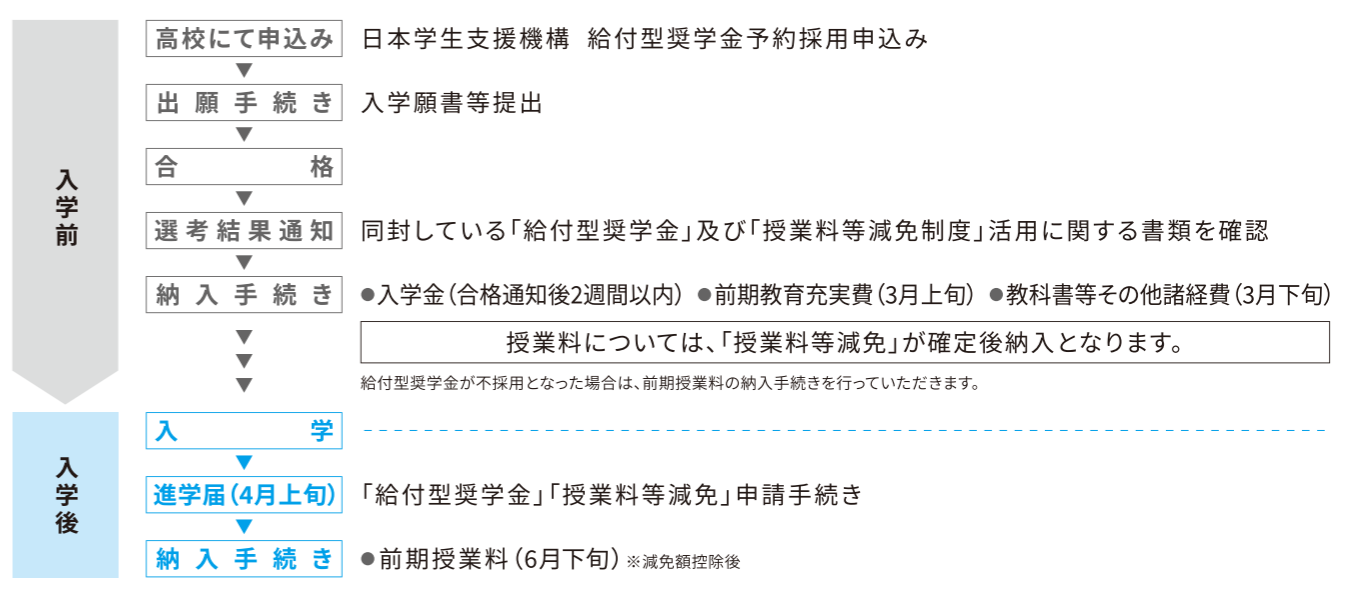 入学前
高校にて申込み 日本学生支援機構 給付型奨学金予約採用申込み
▼
出願手続き 入学願書等提出
▼
合格
▼
選考結果通知 同封している「給付型奨学金」及び「授業料等減免制度」活用に関する書類を確認
▼
納入手続き ●入学金(合格通知後2週間以内) ●前期教育充実費(3月上旬) ●教科書等その他諸経費(3月下旬)
▼
授業料については、「授業料等減免」が確定後納入となります。
▼
▼
給付型奨学金が不採用となった場合は、前期授業料の納入手続きを行っていただきます。
入学後
入学
▼
進学届(4月上旬) 「給付型奨学金」「授業料等減免」申請手続き
▼
納入手続き ●前期授業料(6月下旬)※減免額控除後